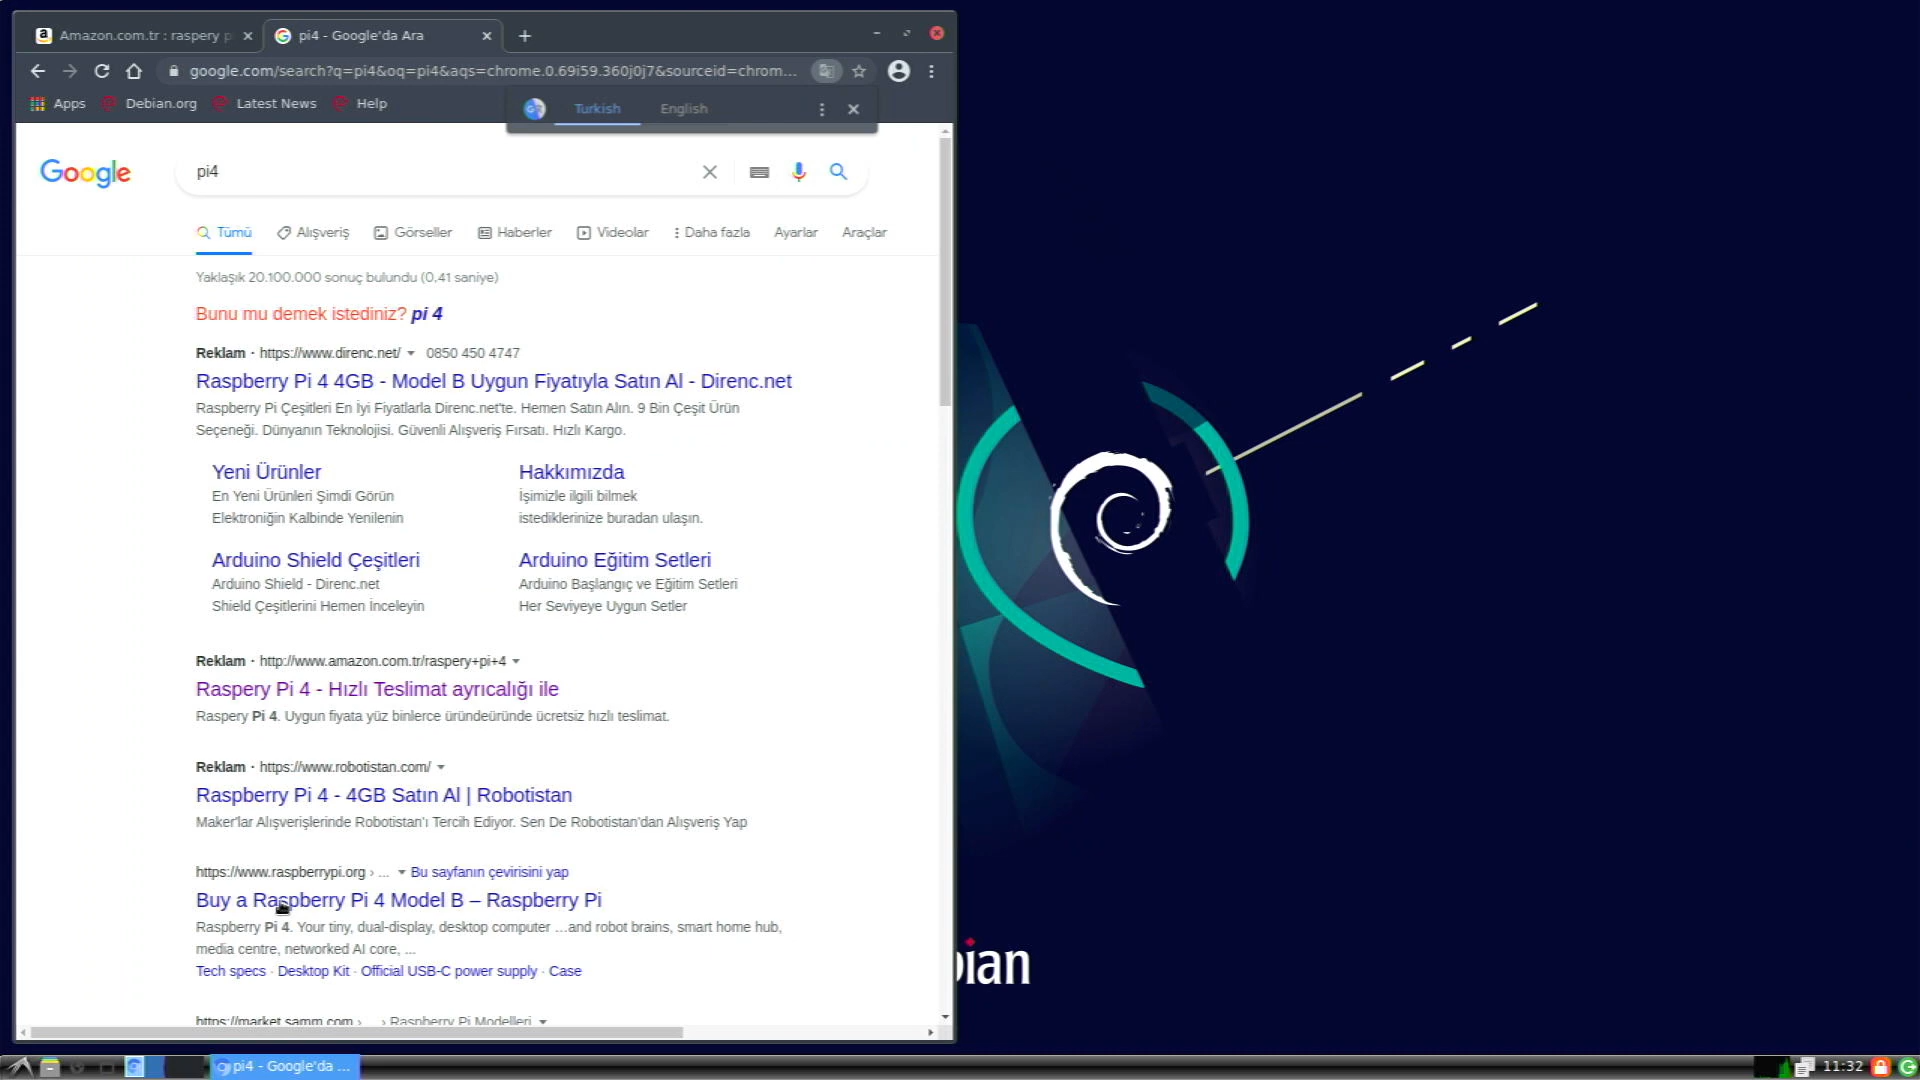 Amazon.com.tr : raspery p
pi4 - Google'da Ara
google.com/search?q=pi4&oq=pi4&aqs=chrome.0.69i59.360j0j7&sourceid=chrom...
Apps
Debian.org
Latest News
Help
Turkish
English
Google
pi4
Tümü
Alışveriş
Görseller
Haberler
Videolar
Daha fazla
Ayarlar
Araçlar
Yaklaşık 20.100.000 sonuç bulundu (0,41 saniye)
Bunu mu demek istediniz? pi 4
Reklam · https://www.direnc.net/ 0850 450 4747
Raspberry Pi 4 4GB - Model B Uygun Fiyatıyla Satın Al - Direnc.net
Raspberry Pi Çeşitleri En İyi Fiyatlarla Direnc.net'te. Hemen Satın Alın. 9 Bin Çeşit Ürün
Seçeneği. Dünyanın Teknolojisi. Güvenli Alışveriş Fırsatı. Hızlı Kargo.
Yeni Ürünler
En Yeni Ürünleri Şimdi Görün
Elektroniğin Kalbinde Yenilenin
Hakkımızda
İşimizle ilgili bilmek
istediklerinize buradan ulaşın.
Arduino Shield Çeşitleri
Arduino Shield - Direnc.net
Shield Çeşitlerini Hemen İnceleyin
Arduino Eğitim Setleri
Arduino Başlangıç ve Eğitim Setleri
Her Seviyeye Uygun Setler
Reklam · http://www.amazon.com.tr/raspery+pi+4
Raspery Pi 4 - Hızlı Teslimat ayrıcalığı ile
Raspery Pi 4. Uygun fiyata yüz binlerce üründeüründe ücretsiz hızlı teslimat.
Reklam · https://www.robotistan.com/
Raspberry Pi 4 - 4GB Satın Al | Robotistan
Maker'lar Alışverişlerinde Robotistan'ı Tercih Ediyor. Sen De Robotistan'dan Alışveriş Yap
https://www.raspberrypi.org › ... Bu sayfanın çevirisini yap
Buy a Raspberry Pi 4 Model B – Raspberry Pi
Raspberry Pi 4. Your tiny, dual-display, desktop computer …and robot brains, smart home hub,
media centre, networked AI core, ...
Tech specs · Desktop Kit · Official USB-C power supply · Case
https://market.samm.com › ... › Raspberry Pi Modelleri
bian
pi4 - Google'da ...
11:32